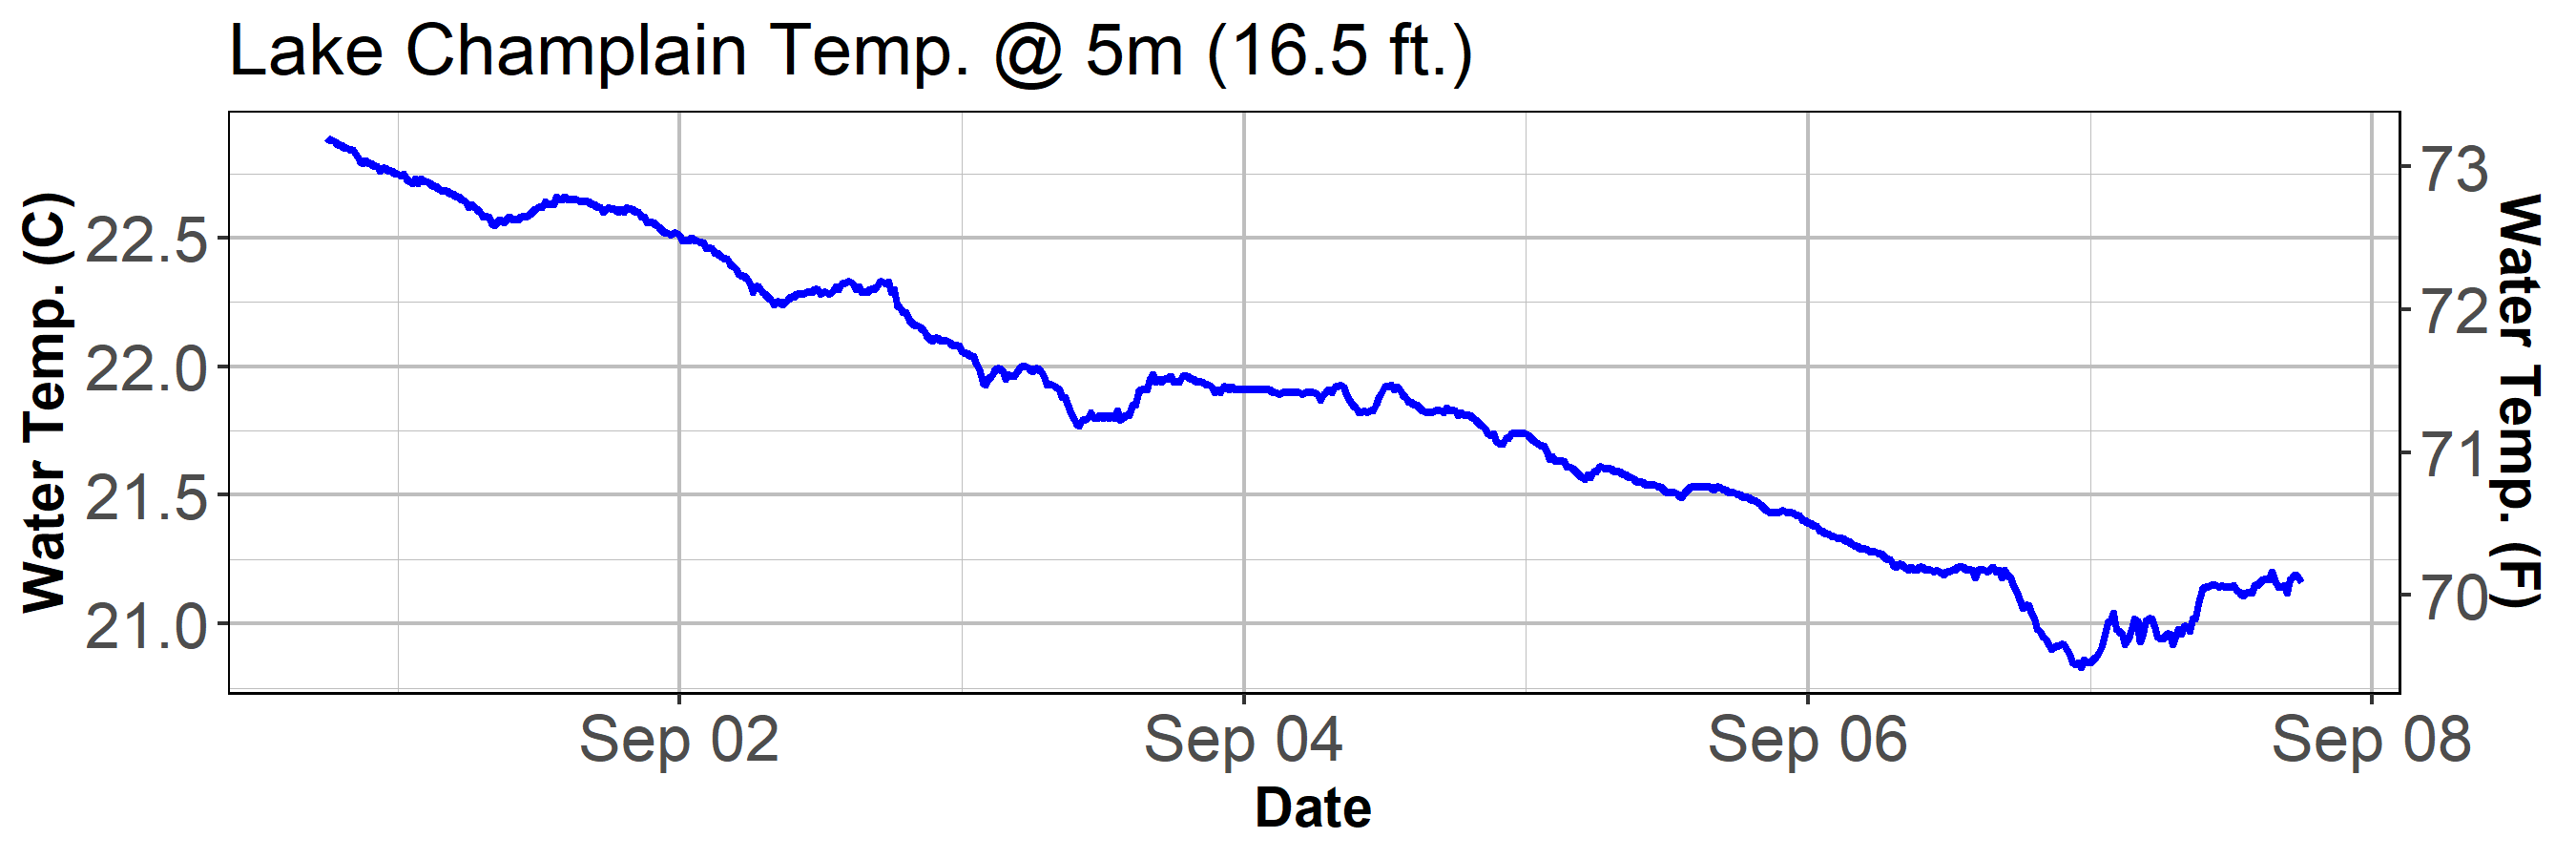 Lake Champlain Temp. @ 5m (16.5 ft.)
Water Temp. (C)
22.5
22.0
21.5
21.0
73
72
71
70
Water Temp. (F)
Sep 02
Sep 04
Sep 06
Sep 08
Date